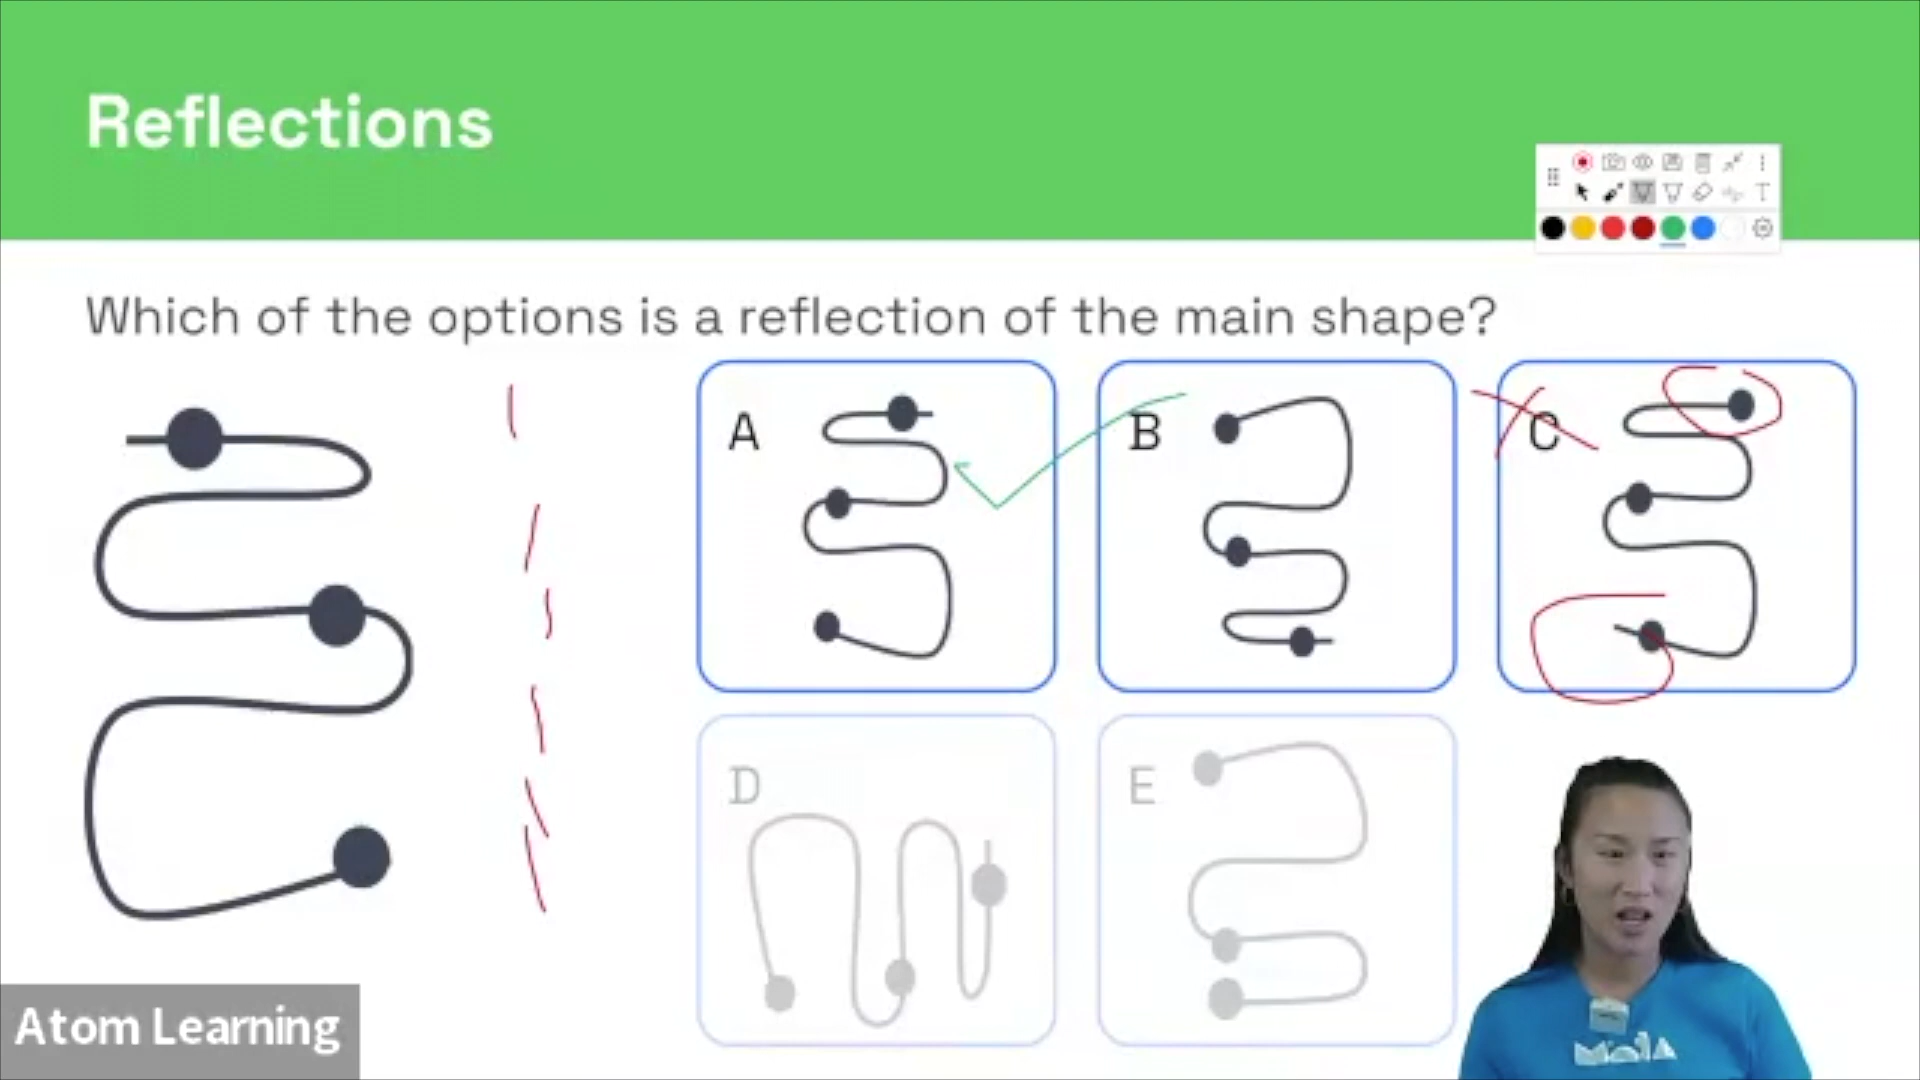 Reflections
T
Which of the options is a reflection of the main shape?
A
B
C
D
E
Atom Learning